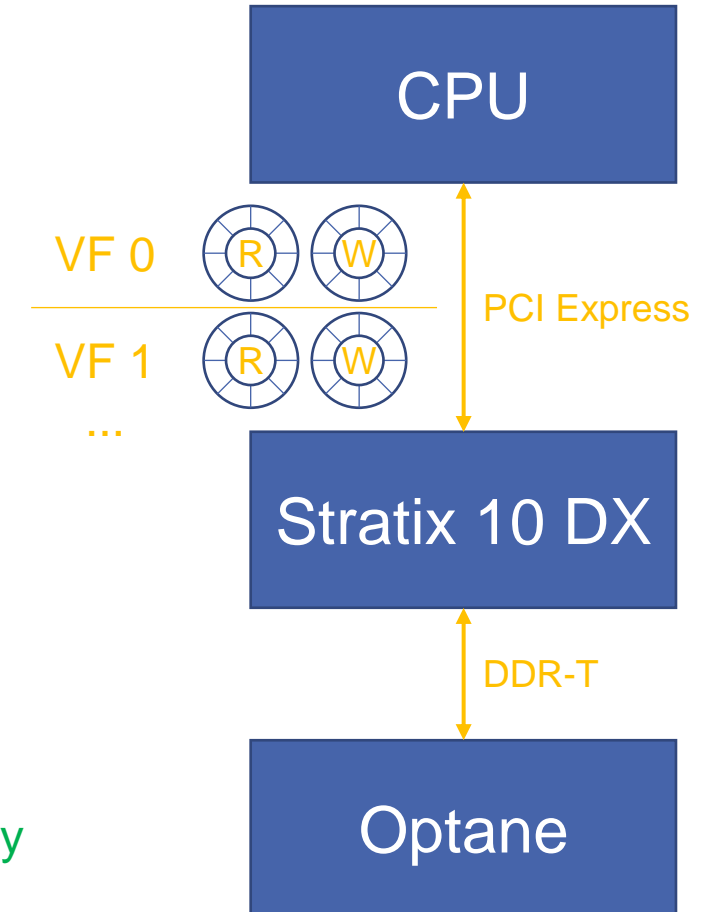 CPU
VF 0 R W
PCI Express
VF 1 R W
...
Stratix 10 DX
DDR-T
Optane
y